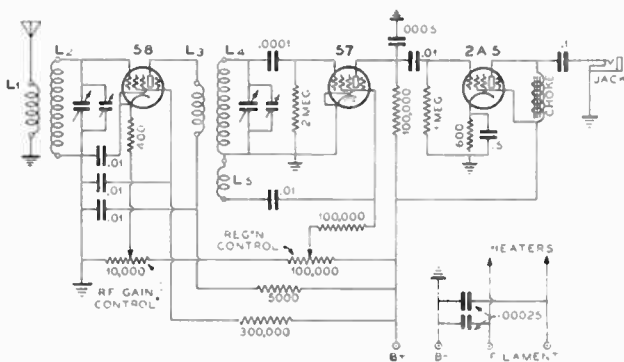 L1
L2
58
L3
L4
.0001
57
.0005
.01
2A5
.1
JACK
CHOKE
2 MEG
100,000
1 MEG
600
.5
400
.01
.01
.01
L5
.01
100,000
REGEN CONTROL
10,000
100,000
RF GAIN
CONTROL
5000
300,000
HEATERS
.00025
B+
B-
FILAMENT